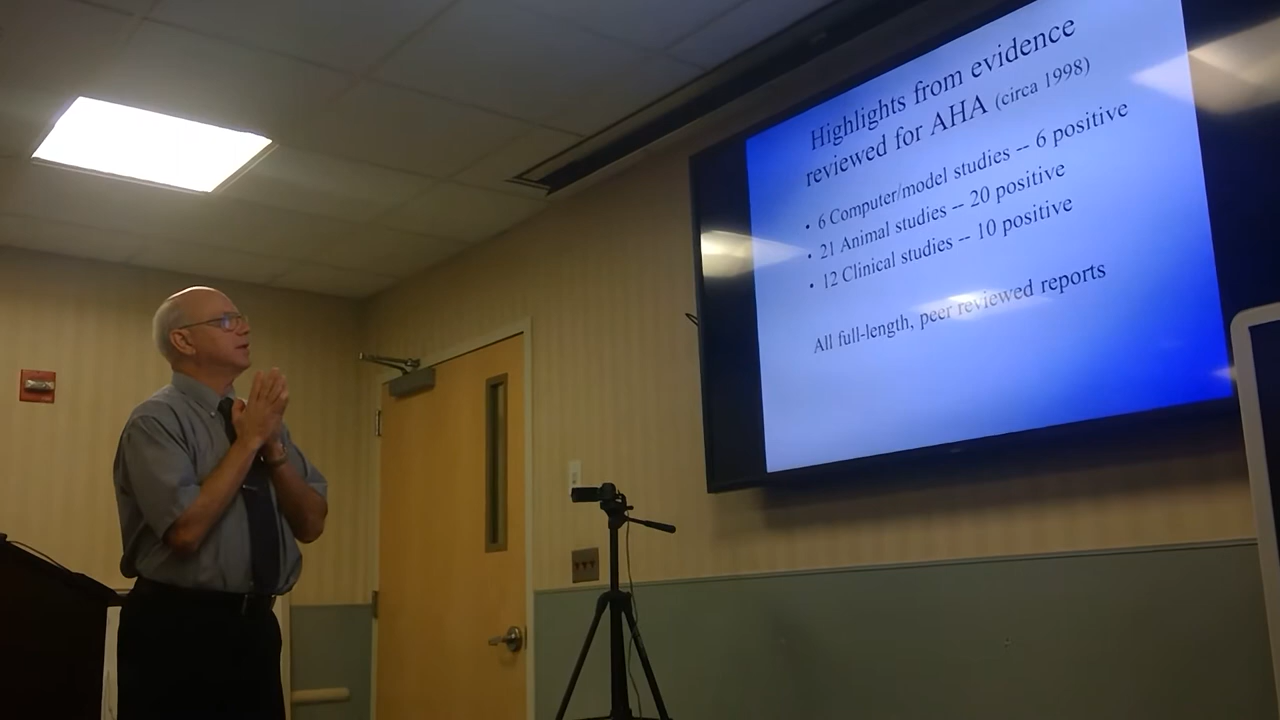 Highlights from evidence
reviewed for AHA (circa 1998)
• 6 Computer/model studies -- 6 positive
• 21 Animal studies -- 20 positive
• 12 Clinical studies -- 10 positive
All full-length, peer reviewed reports